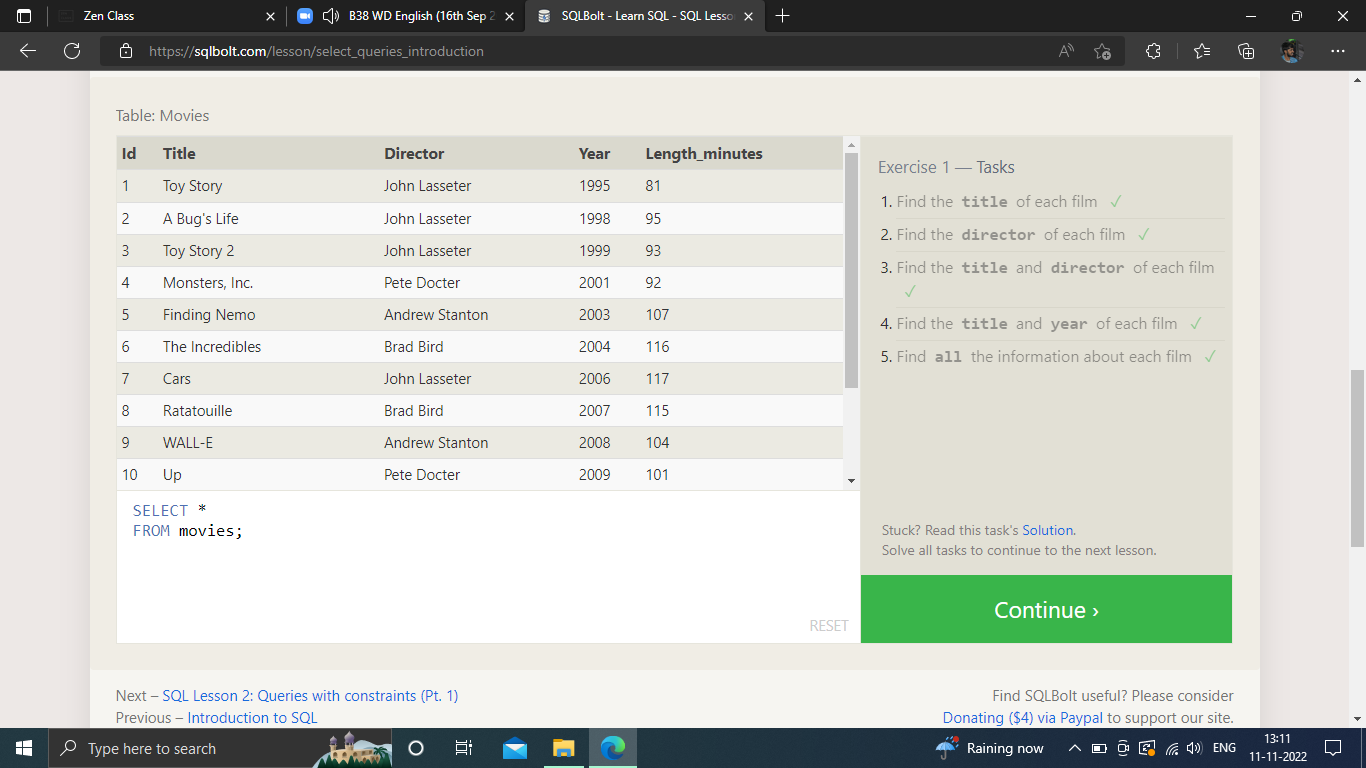 Zen Class
B38 WD English (16th Sep 2
SQLBolt - Learn SQL - SQL Lesso
https://sqlbolt.com/lesson/select_queries_introduction
Table: Movies
Id Title Director Year Length_minutes
1 Toy Story John Lasseter 1995 81
2 A Bug's Life John Lasseter 1998 95
3 Toy Story 2 John Lasseter 1999 93
4 Monsters, Inc. Pete Docter 2001 92
5 Finding Nemo Andrew Stanton 2003 107
6 The Incredibles Brad Bird 2004 116
7 Cars John Lasseter 2006 117
8 Ratatouille Brad Bird 2007 115
9 WALL-E Andrew Stanton 2008 104
10 Up Pete Docter 2009 101
SELECT *
FROM movies;
RESET
Exercise 1 — Tasks
1. Find the title of each film ✓
2. Find the director of each film ✓
3. Find the title and director of each film
✓
4. Find the title and year of each film ✓
5. Find all the information about each film ✓
Stuck? Read this task's Solution.
Solve all tasks to continue to the next lesson.
Continue ›
Next – SQL Lesson 2: Queries with constraints (Pt. 1)
Previous – Introduction to SQL
Find SQLBolt useful? Please consider
Donating ($4) via Paypal to support our site.
Type here to search
Raining now
ENG
13:11
11-11-2022